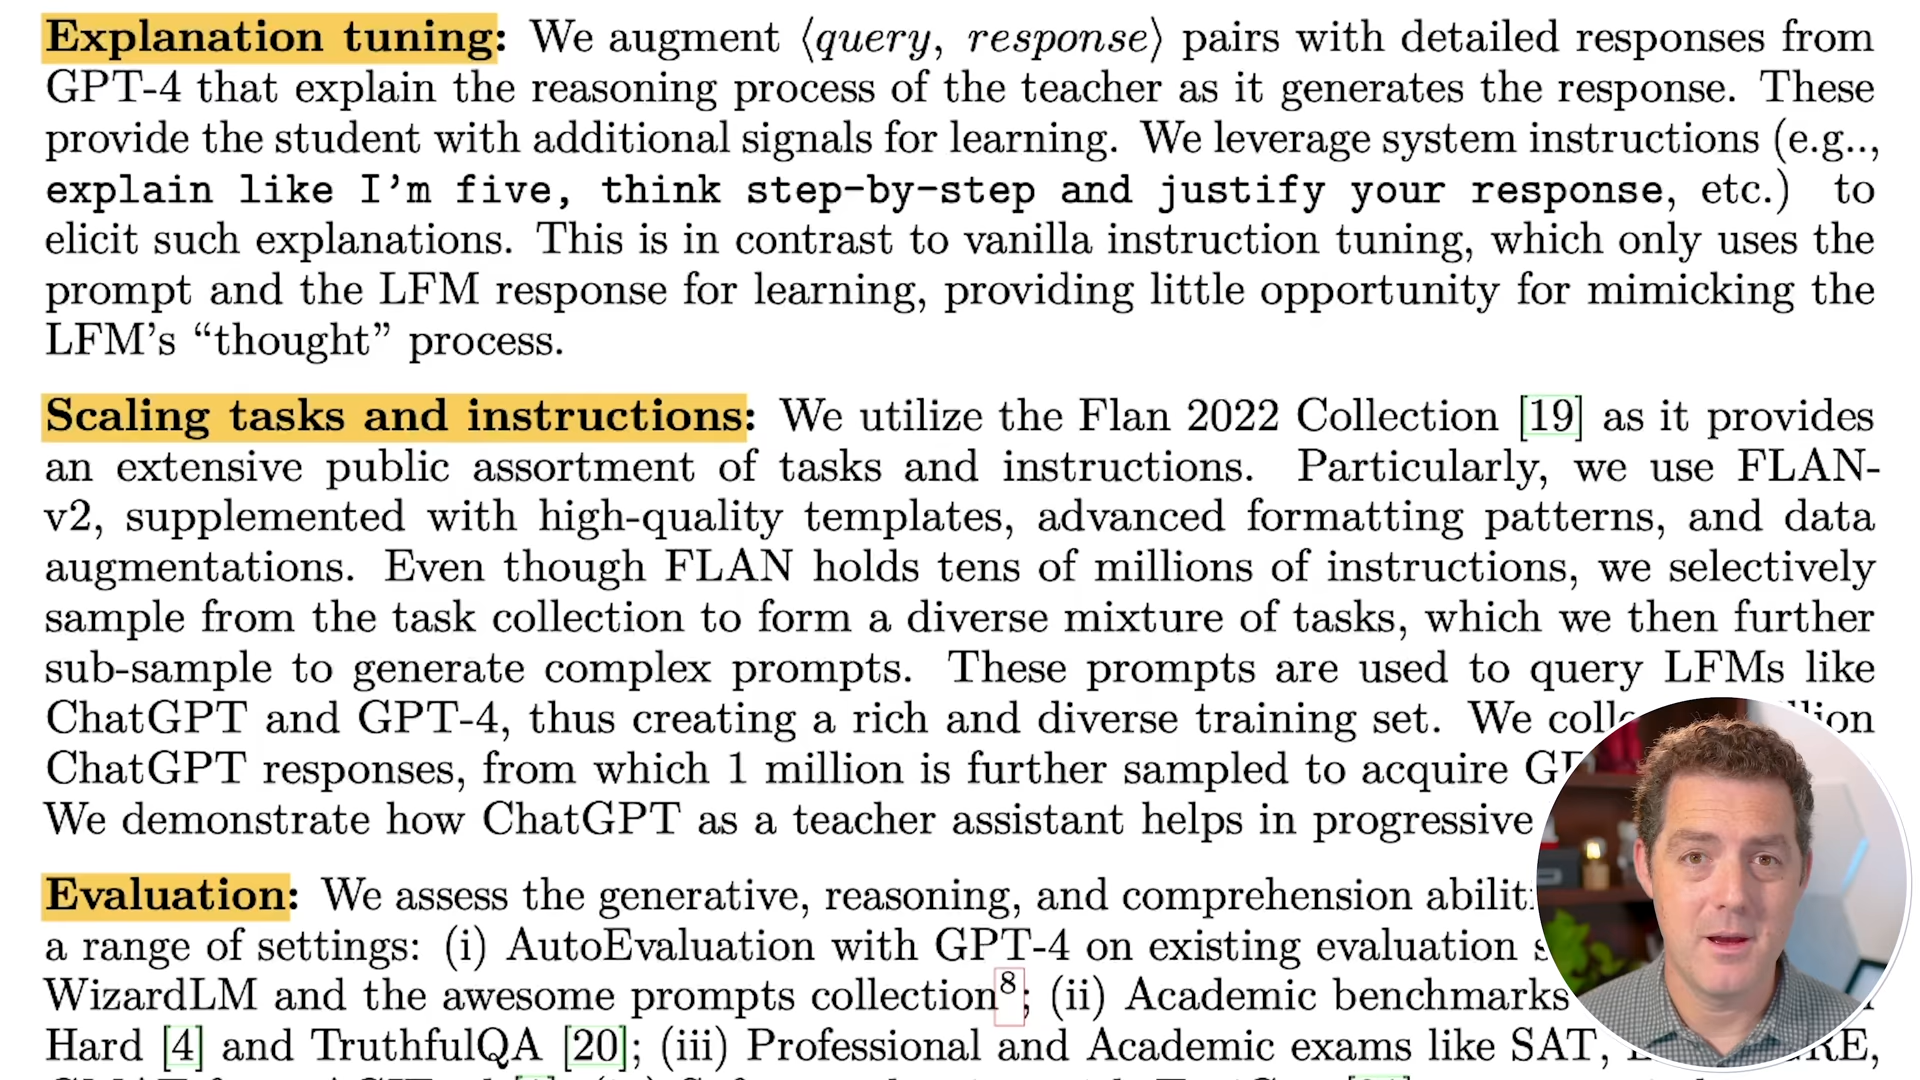 Explanation tuning: We augment ⟨query, response⟩ pairs with detailed responses from
GPT-4 that explain the reasoning process of the teacher as it generates the response. These
provide the student with additional signals for learning. We leverage system instructions (e.g..,
explain like I'm five, think step-by-step and justify your response, etc.) to
elicit such explanations. This is in contrast to vanilla instruction tuning, which only uses the
prompt and the LFM response for learning, providing little opportunity for mimicking the
LFM's “thought” process.
Scaling tasks and instructions: We utilize the Flan 2022 Collection [19] as it provides
an extensive public assortment of tasks and instructions. Particularly, we use FLAN-
v2, supplemented with high-quality templates, advanced formatting patterns, and data
augmentations. Even though FLAN holds tens of millions of instructions, we selectively
sample from the task collection to form a diverse mixture of tasks, which we then further
sub-sample to generate complex prompts. These prompts are used to query LFMs like
ChatGPT and GPT-4, thus creating a rich and diverse training set. We
ChatGPT responses, from which 1 million is further sampled to acquire
We demonstrate how ChatGPT as a teacher assistant helps in progressive
Evaluation: We assess the generative, reasoning, and comprehension
a range of settings: (i) AutoEvaluation with GPT-4 on existing evaluation
WizardLM and the awesome prompts collection8; (ii) Academic benchmarks
Hard [4] and TruthfulQA [20]; (iii) Professional and Academic exams like SAT,